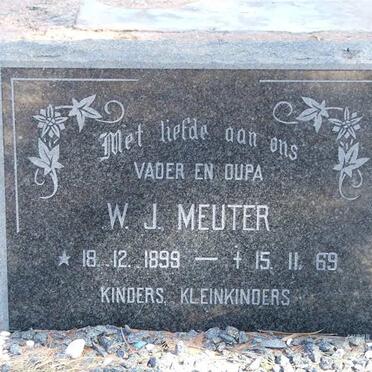 Met liefde aan ons
VADER EN OUPA
W. J. MEUTER
★ 18. 12. 1899 — ✝ 15. 11. 69
KINDERS, KLEINKINDERS